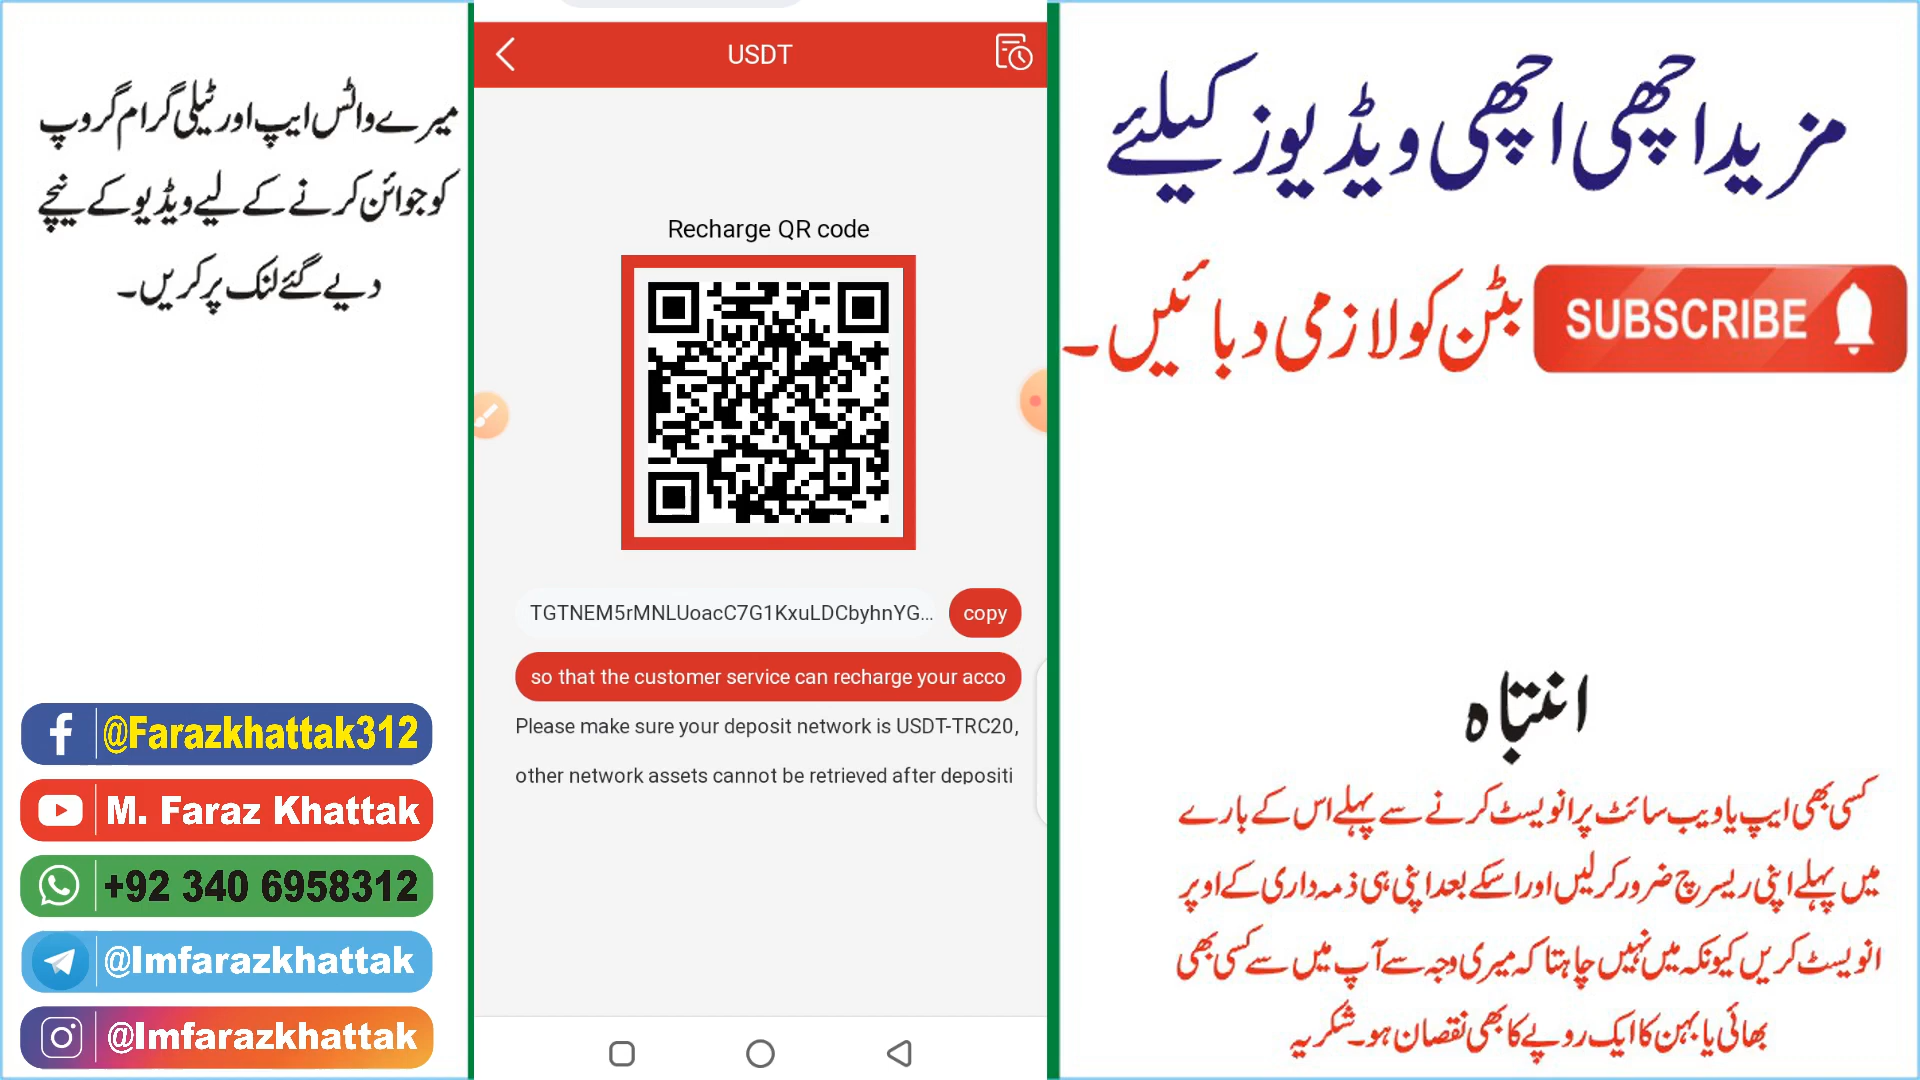 میرے واٹس ایپ اور ٹیلی گرام گروپ
کو جوائن کرنے کے لیے ویڈیو کے نیچے
دیے گئے لنک پر کریں۔
@Farazkhattak312
M. Faraz Khattak
+92 340 6958312
@Imfarazkhattak
@Imfarazkhattak
USDT
Recharge QR code
TGTNEM5rMNLUoacC7G1KxuLDCbyhnYG...
copy
so that the customer service can recharge your acco
Please make sure your deposit network is USDT-TRC20,
other network assets cannot be retrieved after depositi
مزید اچھی اچھی ویڈیوز کیلئے
SUBSCRIBE بٹن کو لازمی دبائیں۔
انتباہ
کسی بھی ایپ یا ویب سائٹ پر انویسٹ کرنے سے پہلے اس کے بارے
میں پہلے اپنی ریسرچ ضرور کرلیں اور اسکے بعد اپنی ہی ذمہ داری کے اوپر
انویسٹ کریں کیونکہ میں نہیں چاہتا کہ میری وجہ سے آپ میں سے کسی بھی
بھائی یا بہن کا ایک روپے کا بھی نقصان ہو۔ شکریہ